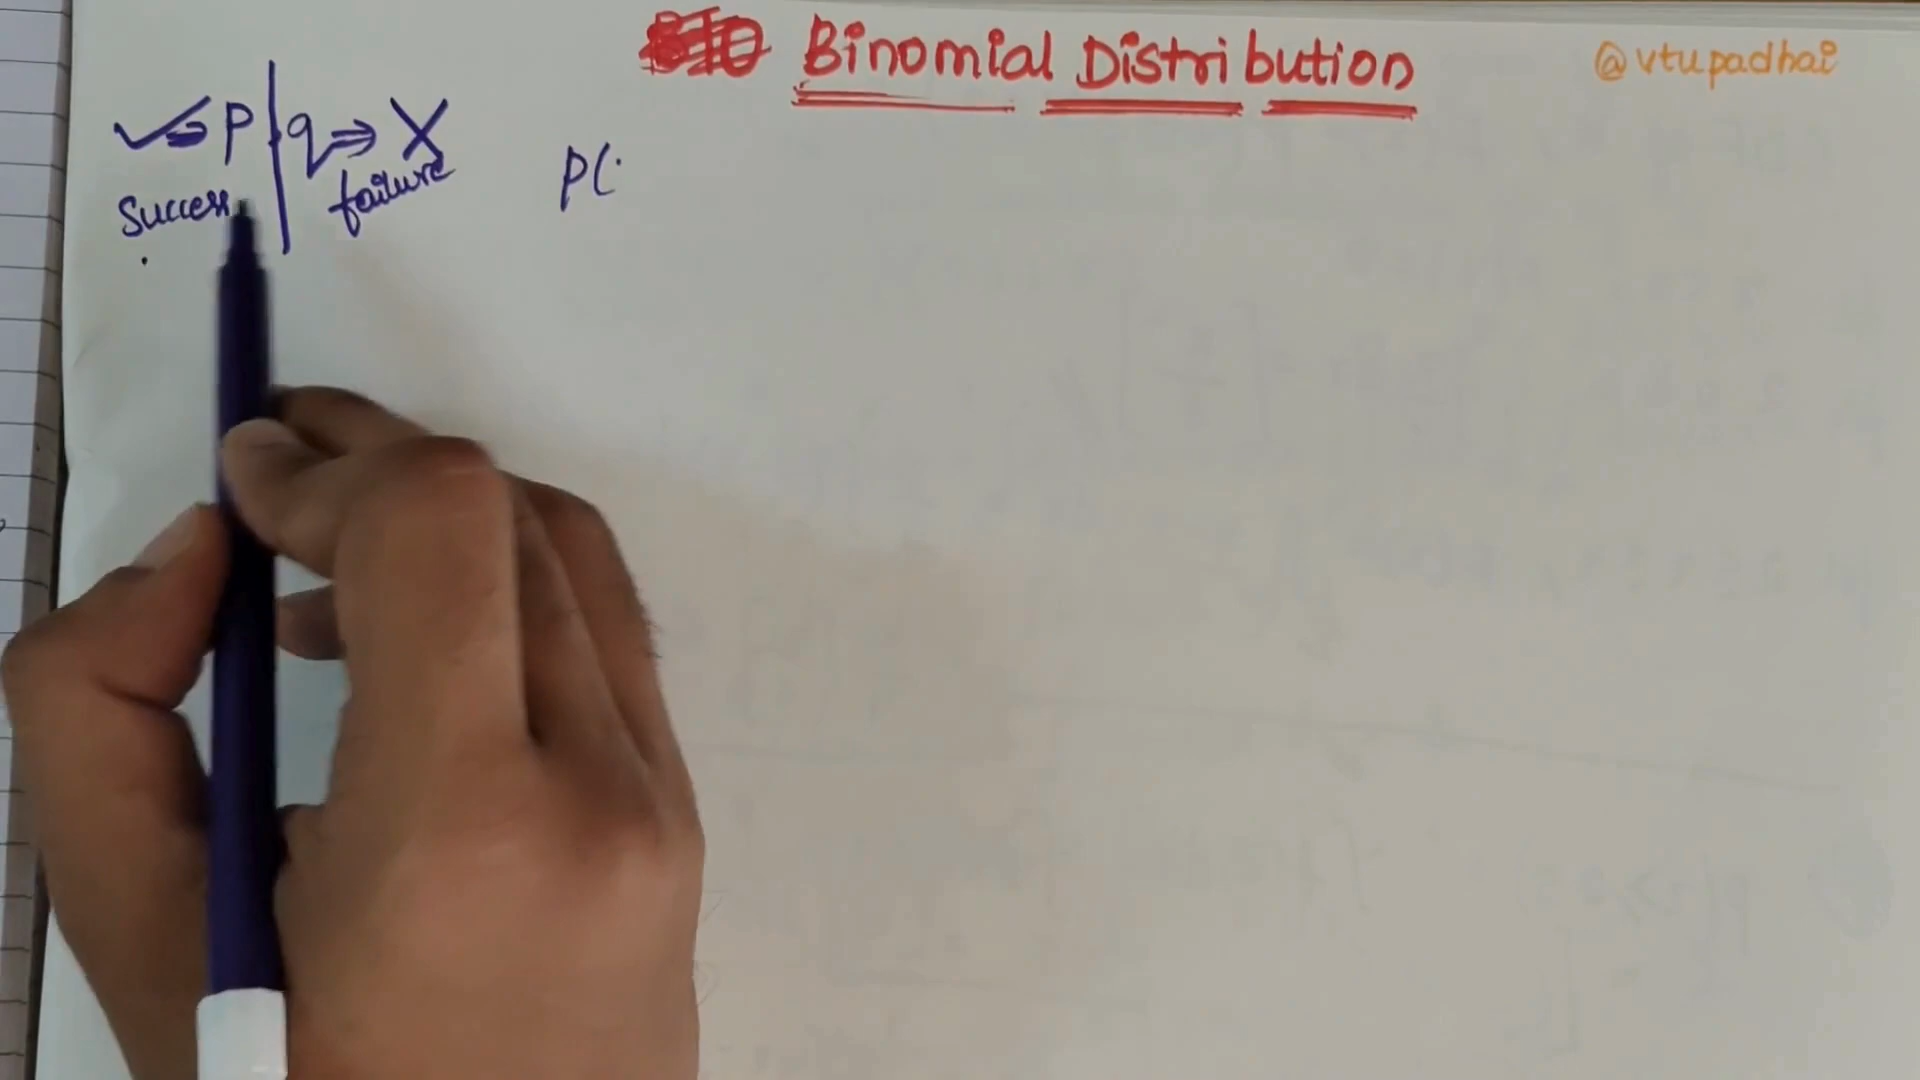 Binomial Distribution
@vtupadhai
P | q ⇒ X
Success failure
P(